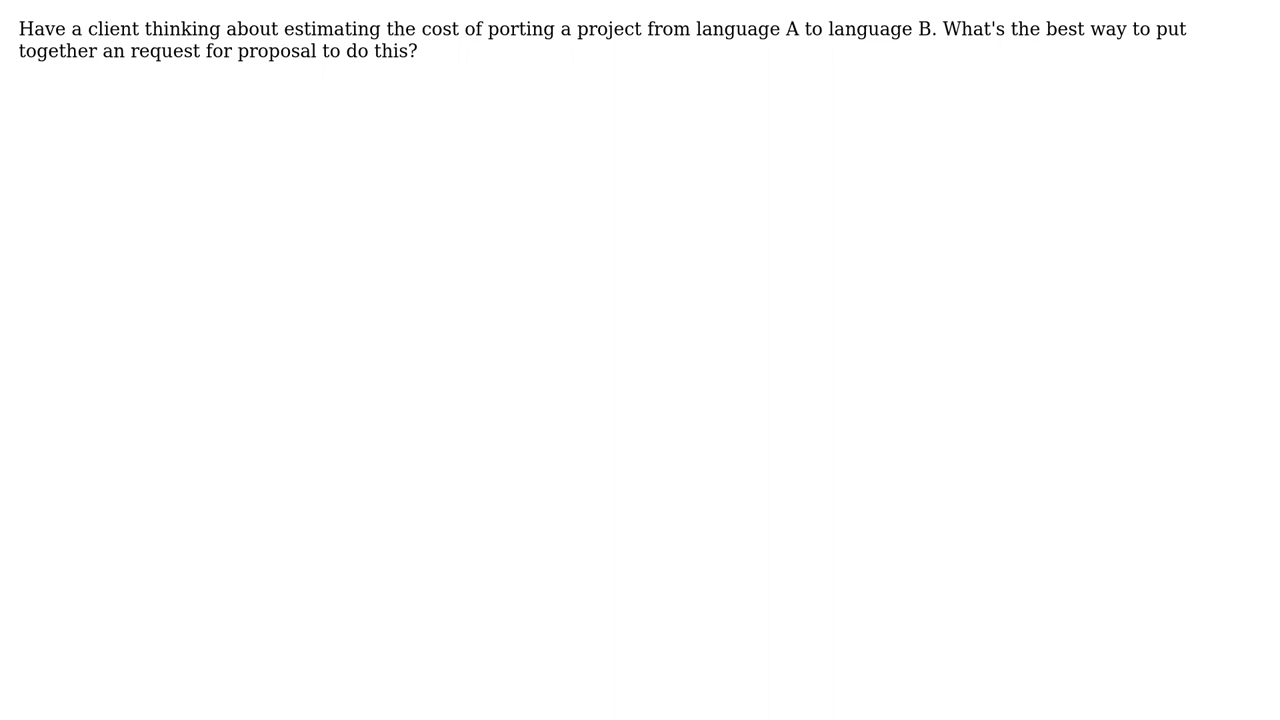 Have a client thinking about estimating the cost of porting a project from language A to language B. What's the best way to put
together an request for proposal to do this?